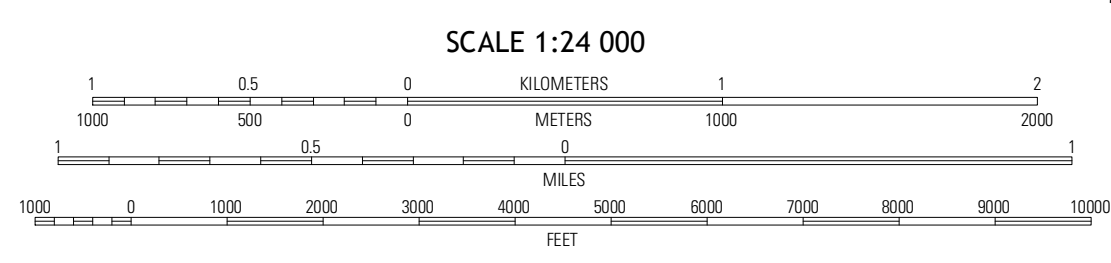 SCALE 1:24 000
1 0.5 0 KILOMETERS 1 2
1000 500 0 METERS 1000 2000
1 0.5 0 1
MILES
1000 0 1000 2000 3000 4000 5000 6000 7000 8000 9000 10000
FEET